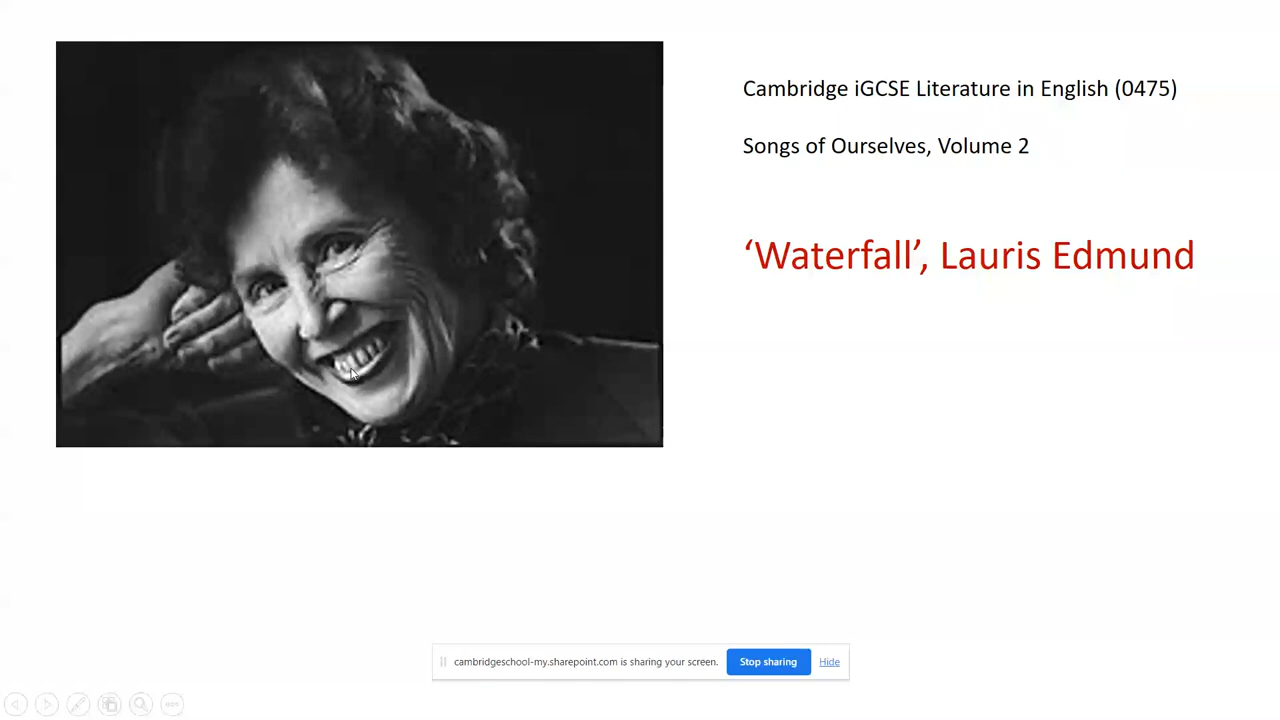 Cambridge iGCSE Literature in English (0475)
Songs of Ourselves, Volume 2
‘Waterfall’, Lauris Edmund
cambridgeschool-my.sharepoint.com is sharing your screen.
Stop sharing
Hide